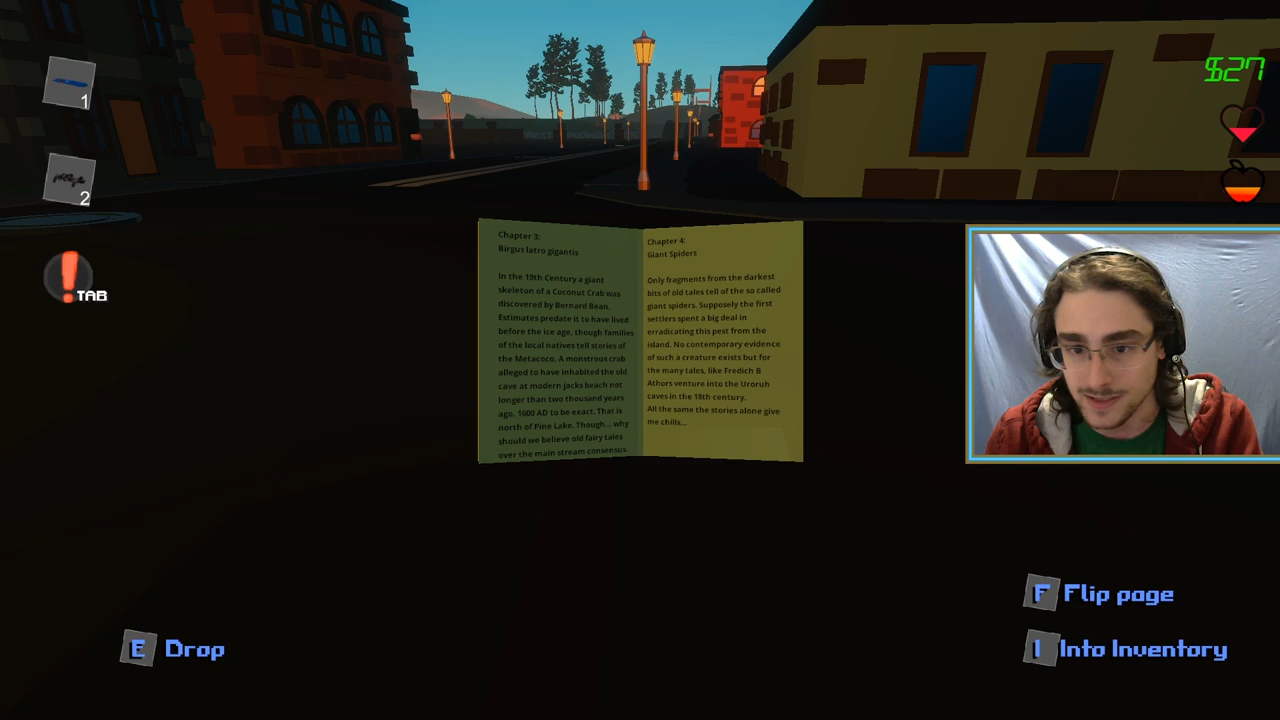 $27
1
2
TAB
Chapter 3:
Birgus latro gigantis
In the 19th Century a giant
skeleton of a Coconut Crab was
discovered by Bernard Bean.
Estimates predate it to have lived
before the ice age, though families
of the local natives tell stories of
the Metacoco. A monstrous crab
alleged to have inhabited the old
cave at modern jacks beach not
longer than two thousand years
ago. 1600 AD to be exact. That is
north of Pine Lake. Though... why
should we believe old fairy tales
over the main stream consensus.
Chapter 4:
Giant Spiders
Only fragments from the darkest
bits of old tales tell of the so called
giant spiders. Supposely the first
settlers spent a big deal in
erradicating this pest from the
island. No contemporary evidence
of such a creature exists but for
the many tales, like Fredich B
Athors venture into the Uroruh
caves in the 18th century.
All the same the stories alone give
me chills...
F Flip page
E Drop
I Into Inventory